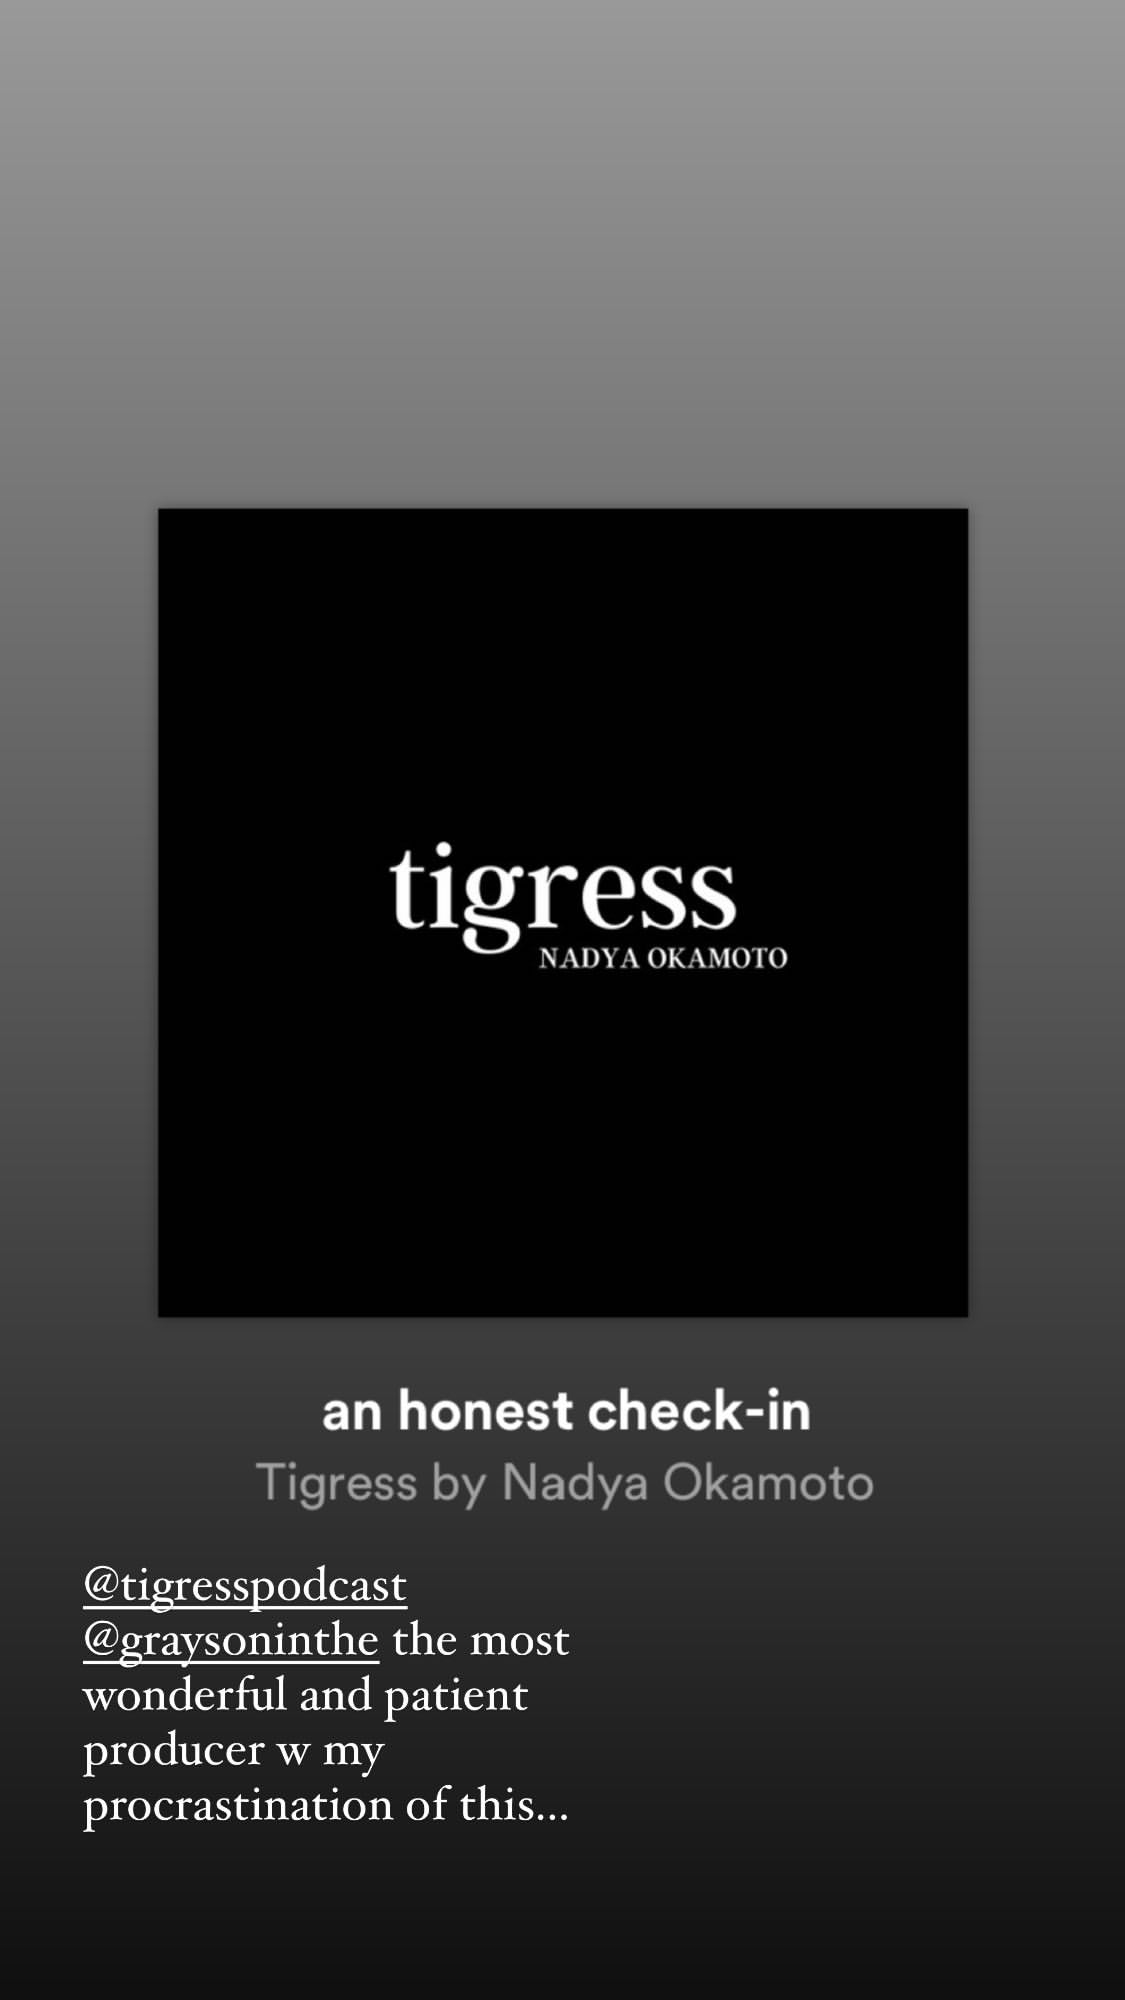 tigress
NADYA OKAMOTO
an honest check-in
Tigress by Nadya Okamoto
@tigresspodcast
@graysoninthe the most
wonderful and patient
producer w my
procrastination of this...